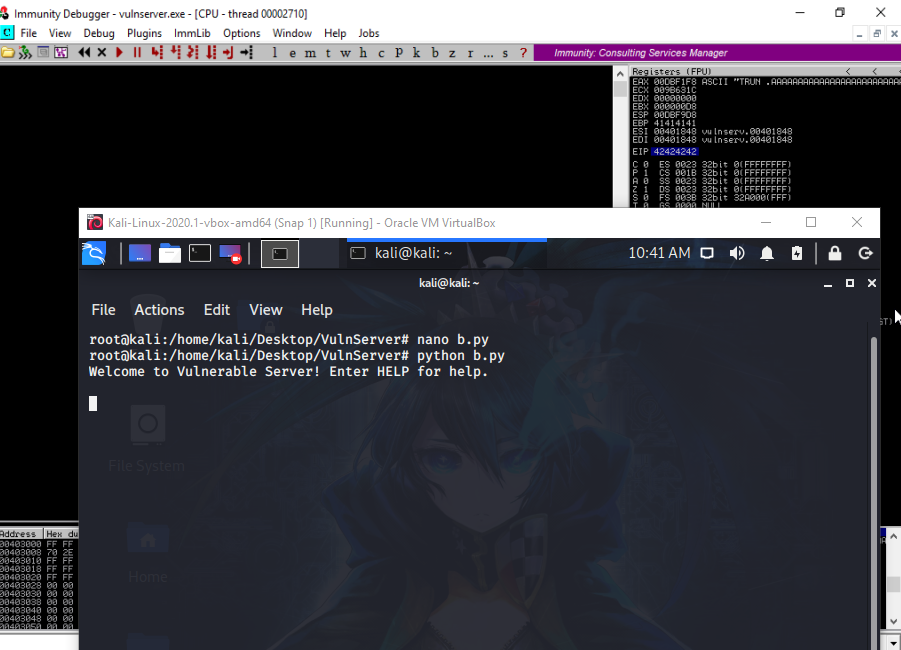 Immunity Debugger - vulnserver.exe - [CPU - thread 00002710]
C File View Debug Plugins ImmLib Options Window Help Jobs
l e m t w h c P k b z r ... s ? Immunity: Consulting Services Manager
Registers (FPU) < < <
EAX 00DBF1F8 ASCII "TRUN .AAAAAAAAAAAAAAAAAAAAAAA
ECX 009B631C
EDX 00000000
EBX 000000D8
ESP 00DBF9D8
EBP 41414141
ESI 00401848 vulnserv.00401848
EDI 00401848 vulnserv.00401848
EIP 42424242
C 0 ES 0023 32bit 0(FFFFFFFF)
P 1 CS 001B 32bit 0(FFFFFFFF)
A 0 SS 0023 32bit 0(FFFFFFFF)
Z 1 DS 0023 32bit 0(FFFFFFFF)
S 0 FS 003B 32bit 32A000(FFF)
T 0 GS 0000 NULL
Kali-Linux-2020.1-vbox-amd64 (Snap 1) [Running] - Oracle VM VirtualBox
kali@kali: ~ 10:41 AM
kali@kali: ~
File Actions Edit View Help
root@kali:/home/kali/Desktop/VulnServer# nano b.py
root@kali:/home/kali/Desktop/VulnServer# python b.py
Welcome to Vulnerable Server! Enter HELP for help.
File System
Home
Address Hex du
00403000 FF FF
00403008 70 2E
00403010 FF FF
00403018 FF FF
00403020 FF FF
00403028 00 00
00403030 00 00
00403038 00 00
00403040 00 00
00403048 00 00
00403050 00 00